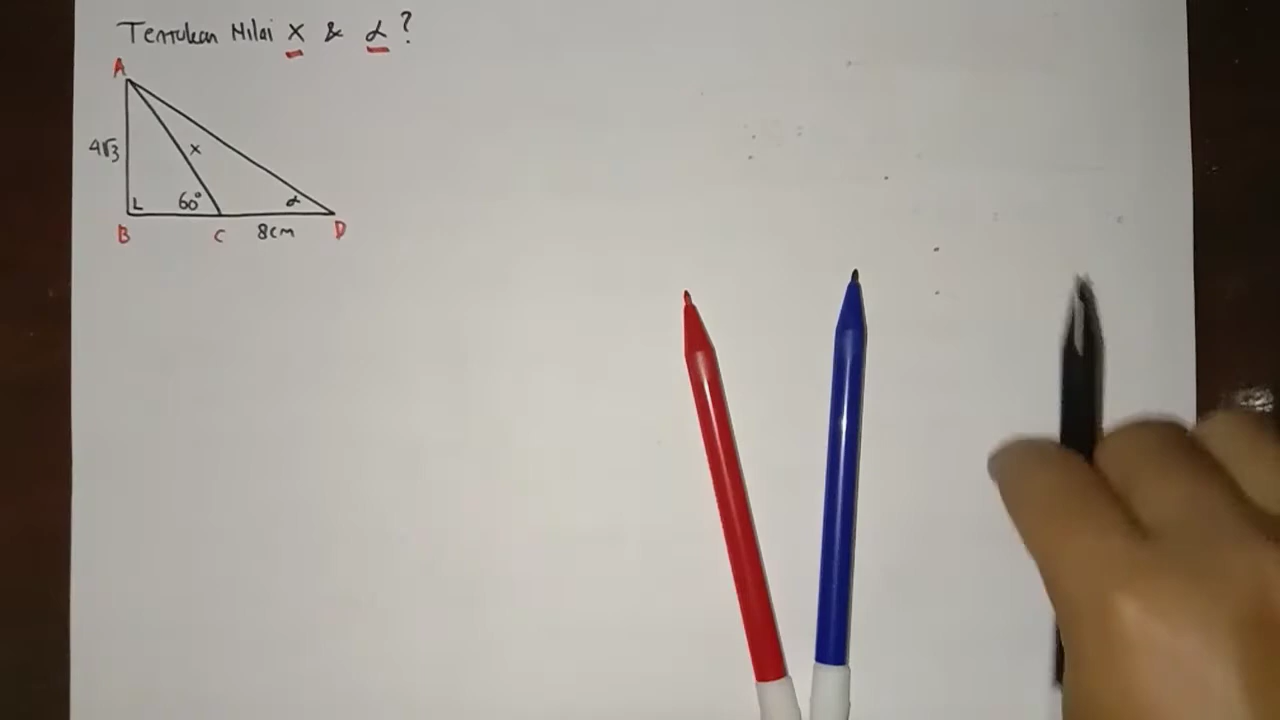 Tentukan Nilai x & α?
A
4√3
x
60°
α
B
C
8cm
D